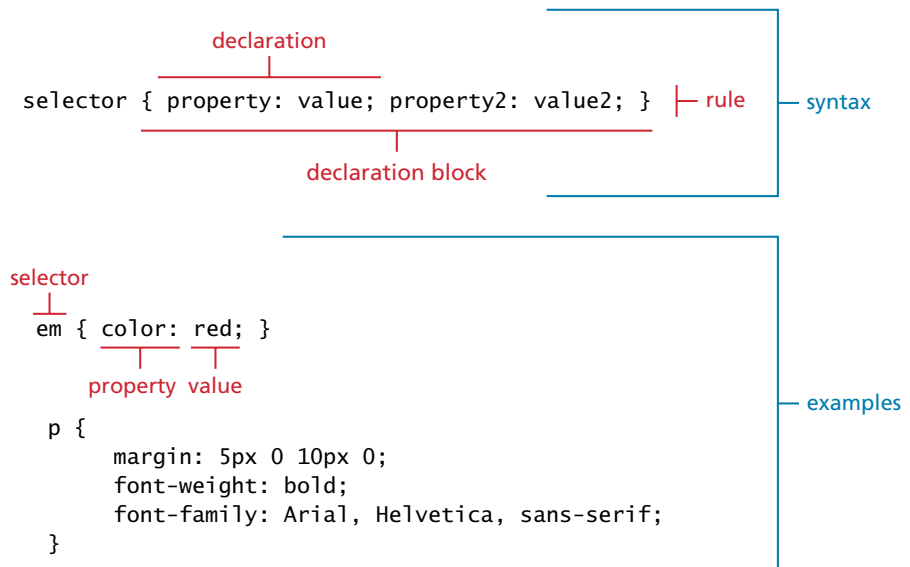 declaration
selector { property: value; property2: value2; } rule
syntax
declaration block
selector
em { color: red; }
property value
examples
p {
margin: 5px 0 10px 0;
font-weight: bold;
font-family: Arial, Helvetica, sans-serif;
}